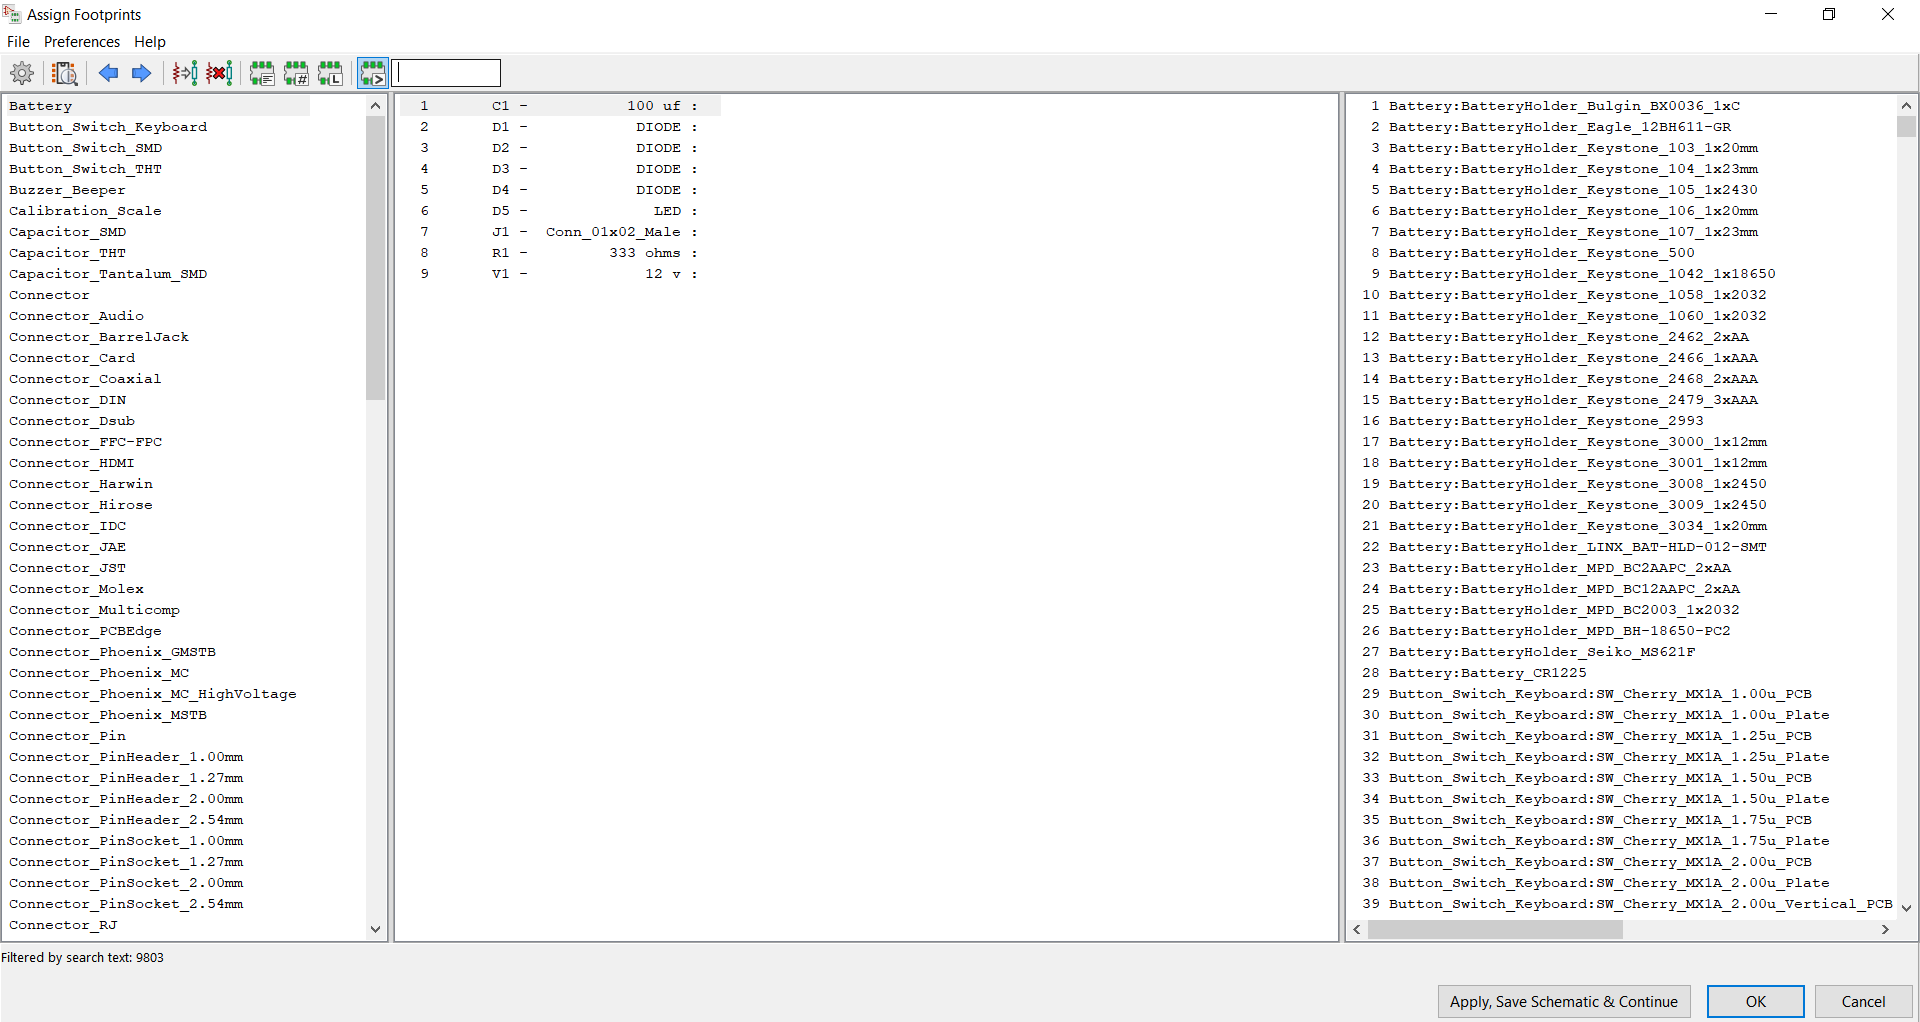 Assign Footprints
File Preferences Help
Battery
Button_Switch_Keyboard
Button_Switch_SMD
Button_Switch_THT
Buzzer_Beeper
Calibration_Scale
Capacitor_SMD
Capacitor_THT
Capacitor_Tantalum_SMD
Connector
Connector_Audio
Connector_BarrelJack
Connector_Card
Connector_Coaxial
Connector_DIN
Connector_Dsub
Connector_FFC-FPC
Connector_HDMI
Connector_Harwin
Connector_Hirose
Connector_IDC
Connector_JAE
Connector_JST
Connector_Molex
Connector_Multicomp
Connector_PCBEdge
Connector_Phoenix_GMSTB
Connector_Phoenix_MC
Connector_Phoenix_MC_HighVoltage
Connector_Phoenix_MSTB
Connector_Pin
Connector_PinHeader_1.00mm
Connector_PinHeader_1.27mm
Connector_PinHeader_2.00mm
Connector_PinHeader_2.54mm
Connector_PinSocket_1.00mm
Connector_PinSocket_1.27mm
Connector_PinSocket_2.00mm
Connector_PinSocket_2.54mm
Connector_RJ
1 C1 - 100 uf :
2 D1 - DIODE :
3 D2 - DIODE :
4 D3 - DIODE :
5 D4 - DIODE :
6 D5 - LED :
7 J1 - Conn_01x02_Male :
8 R1 - 333 ohms :
9 V1 - 12 v :
1 Battery:BatteryHolder_Bulgin_BX0036_1xC
2 Battery:BatteryHolder_Eagle_12BH611-GR
3 Battery:BatteryHolder_Keystone_103_1x20mm
4 Battery:BatteryHolder_Keystone_104_1x23mm
5 Battery:BatteryHolder_Keystone_105_1x2430
6 Battery:BatteryHolder_Keystone_106_1x20mm
7 Battery:BatteryHolder_Keystone_107_1x23mm
8 Battery:BatteryHolder_Keystone_500
9 Battery:BatteryHolder_Keystone_1042_1x18650
10 Battery:BatteryHolder_Keystone_1058_1x2032
11 Battery:BatteryHolder_Keystone_1060_1x2032
12 Battery:BatteryHolder_Keystone_2462_2xAA
13 Battery:BatteryHolder_Keystone_2466_1xAAA
14 Battery:BatteryHolder_Keystone_2468_2xAAA
15 Battery:BatteryHolder_Keystone_2479_3xAAA
16 Battery:BatteryHolder_Keystone_2993
17 Battery:BatteryHolder_Keystone_3000_1x12mm
18 Battery:BatteryHolder_Keystone_3001_1x12mm
19 Battery:BatteryHolder_Keystone_3008_1x2450
20 Battery:BatteryHolder_Keystone_3009_1x2450
21 Battery:BatteryHolder_Keystone_3034_1x20mm
22 Battery:BatteryHolder_LINX_BAT-HLD-012-SMT
23 Battery:BatteryHolder_MPD_BC2AAPC_2xAA
24 Battery:BatteryHolder_MPD_BC12AAPC_2xAA
25 Battery:BatteryHolder_MPD_BC2003_1x2032
26 Battery:BatteryHolder_MPD_BH-18650-PC2
27 Battery:BatteryHolder_Seiko_MS621F
28 Battery:Battery_CR1225
29 Button_Switch_Keyboard:SW_Cherry_MX1A_1.00u_PCB
30 Button_Switch_Keyboard:SW_Cherry_MX1A_1.00u_Plate
31 Button_Switch_Keyboard:SW_Cherry_MX1A_1.25u_PCB
32 Button_Switch_Keyboard:SW_Cherry_MX1A_1.25u_Plate
33 Button_Switch_Keyboard:SW_Cherry_MX1A_1.50u_PCB
34 Button_Switch_Keyboard:SW_Cherry_MX1A_1.50u_Plate
35 Button_Switch_Keyboard:SW_Cherry_MX1A_1.75u_PCB
36 Button_Switch_Keyboard:SW_Cherry_MX1A_1.75u_Plate
37 Button_Switch_Keyboard:SW_Cherry_MX1A_2.00u_PCB
38 Button_Switch_Keyboard:SW_Cherry_MX1A_2.00u_Plate
39 Button_Switch_Keyboard:SW_Cherry_MX1A_2.00u_Vertical_PCB
Filtered by search text: 9803
Apply, Save Schematic & Continue OK Cancel